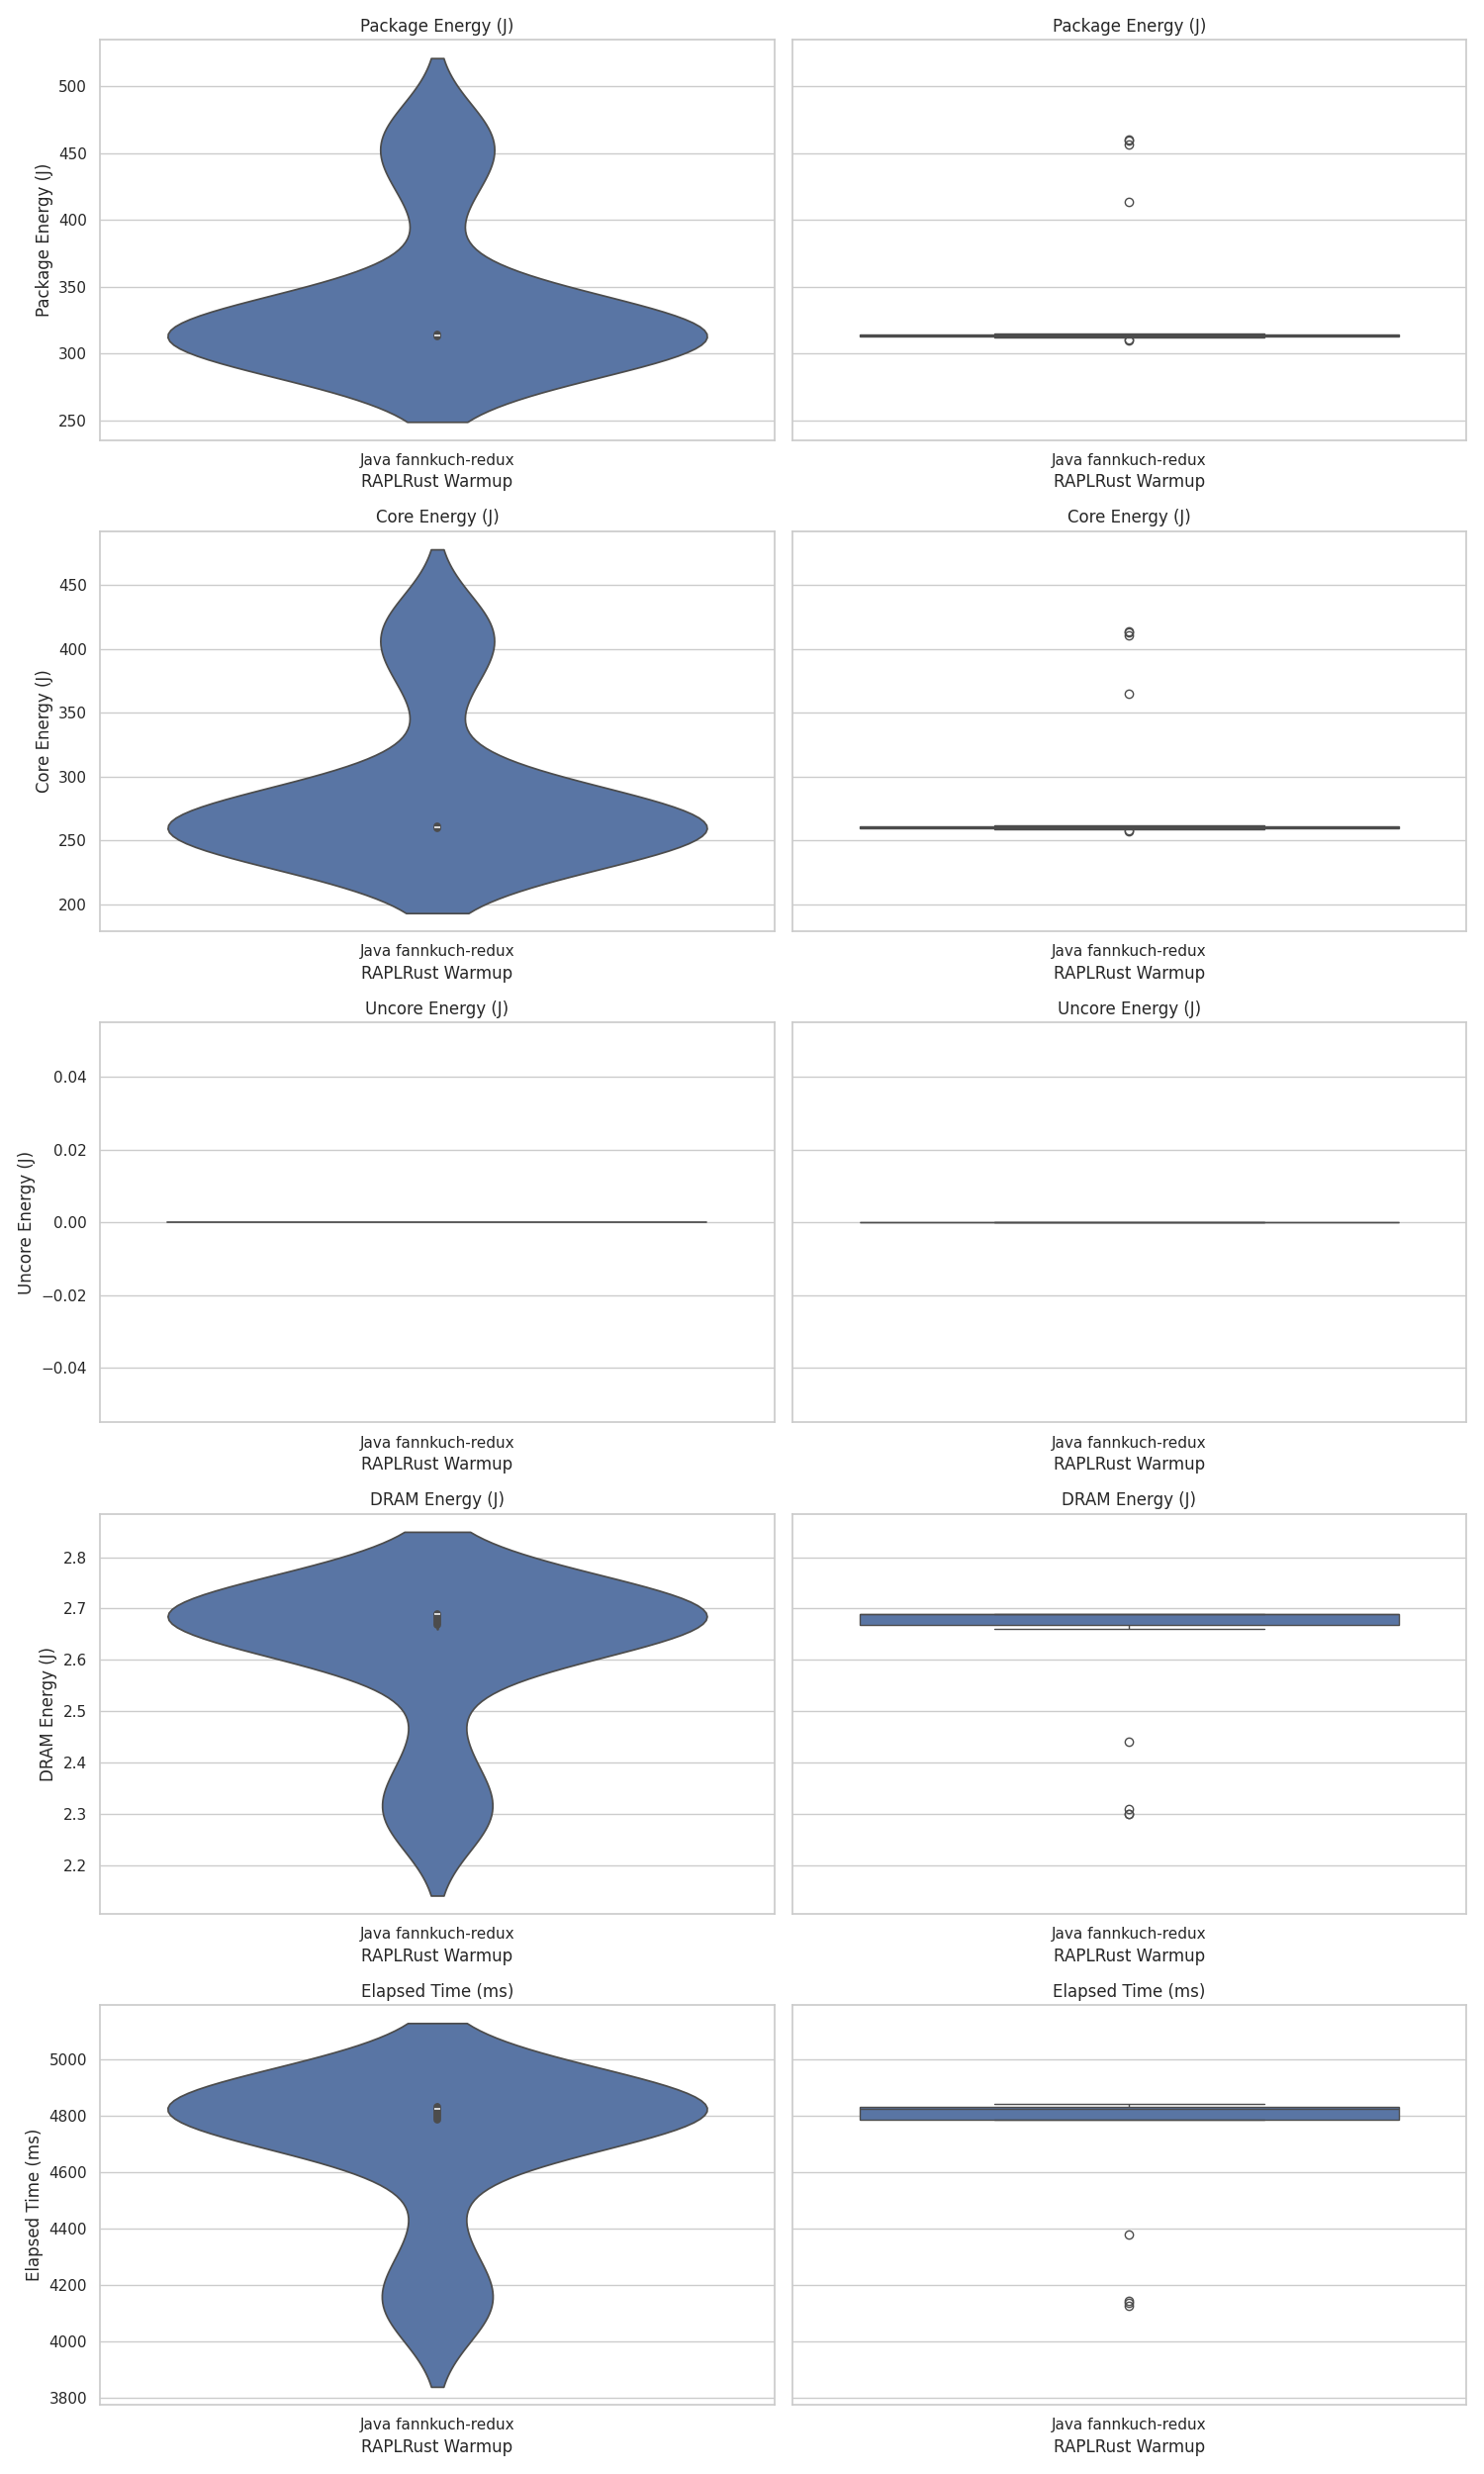 Package Energy (J)
Package Energy (J)
Package Energy (J)
500
450
400
350
300
250
Java fannkuch-redux
RAPLRust Warmup
Java fannkuch-redux
RAPLRust Warmup
Core Energy (J)
Core Energy (J)
Core Energy (J)
450
400
350
300
250
200
Java fannkuch-redux
RAPLRust Warmup
Java fannkuch-redux
RAPLRust Warmup
Uncore Energy (J)
Uncore Energy (J)
Uncore Energy (J)
0.04
0.02
0.00
−0.02
−0.04
Java fannkuch-redux
RAPLRust Warmup
Java fannkuch-redux
RAPLRust Warmup
DRAM Energy (J)
DRAM Energy (J)
DRAM Energy (J)
2.8
2.7
2.6
2.5
2.4
2.3
2.2
Java fannkuch-redux
RAPLRust Warmup
Java fannkuch-redux
RAPLRust Warmup
Elapsed Time (ms)
Elapsed Time (ms)
Elapsed Time (ms)
5000
4800
4600
4400
4200
4000
3800
Java fannkuch-redux
RAPLRust Warmup
Java fannkuch-redux
RAPLRust Warmup